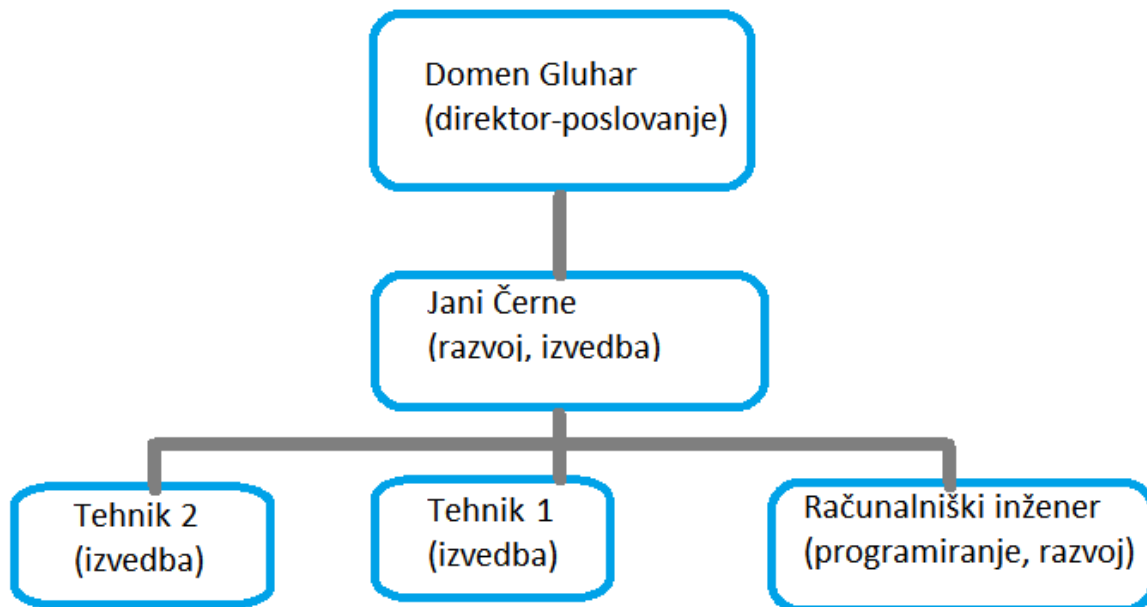 Domen Gluhar
(direktor-poslovanje)
Jani Černe
(razvoj, izvedba)
Tehnik 2
(izvedba)
Tehnik 1
(izvedba)
Računalniški inžener
(programiranje, razvoj)